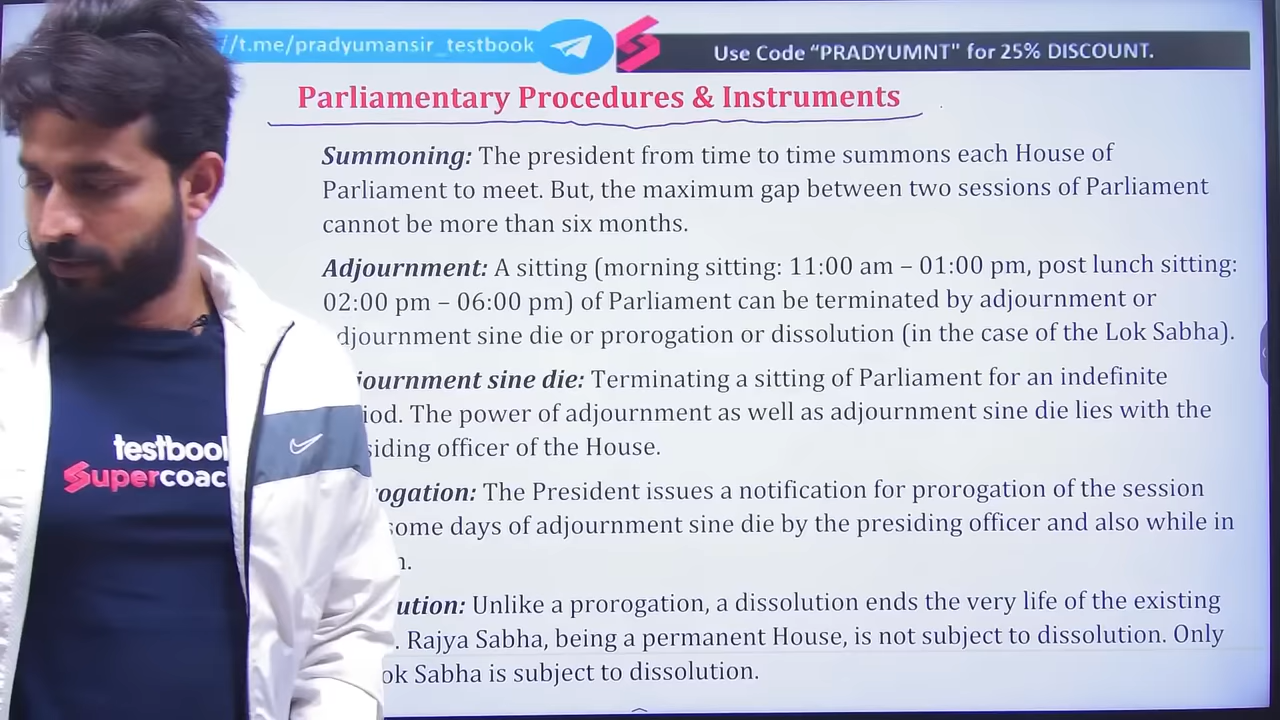 //t.me/pradyumansir_testbook
Use Code “PRADYUMNT" for 25% DISCOUNT.
Parliamentary Procedures & Instruments
Summoning: The president from time to time summons each House of
Parliament to meet. But, the maximum gap between two sessions of Parliament
cannot be more than six months.
Adjournment: A sitting (morning sitting: 11:00 am – 01:00 pm, post lunch sitting:
02:00 pm – 06:00 pm) of Parliament can be terminated by adjournment or
djournment sine die or prorogation or dissolution (in the case of the Lok Sabha).
journment sine die: Terminating a sitting of Parliament for an indefinite
iod. The power of adjournment as well as adjournment sine die lies with the
siding officer of the House.
ogation: The President issues a notification for prorogation of the session
some days of adjournment sine die by the presiding officer and also while in
n.
ution: Unlike a prorogation, a dissolution ends the very life of the existing
. Rajya Sabha, being a permanent House, is not subject to dissolution. Only
ok Sabha is subject to dissolution.
testbook
Supercoac